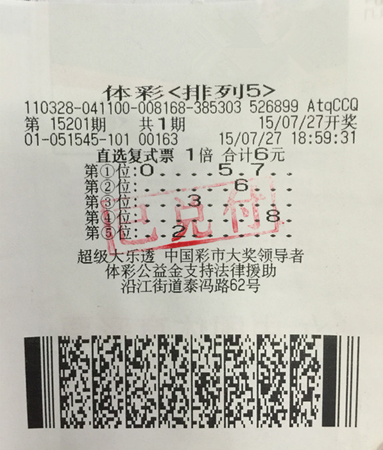 体彩<排列5>
110328-041100-008168-385303 526899 AtqCCQ
第 15201期 共1期 15/07/27开奖
01-051545-101 00163 15/07/27 18:59:31
直选复式票 1倍 合计6元
第①位:0....5.7..
第②位:......6...
第③位:...3......
第④位:........8.
第⑤位:..2.......
已兑付
超级大乐透 中国彩市大奖领导者
体彩公益金支持法律援助
沿江街道泰冯路62号